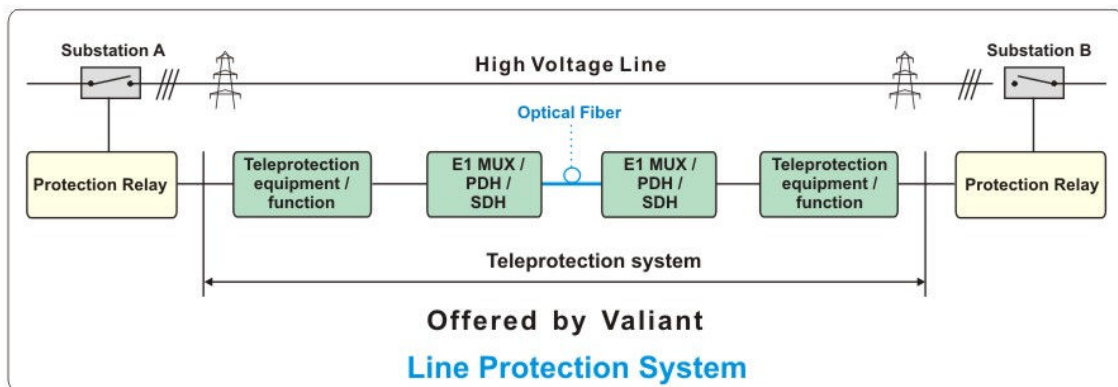 Substation A
Substation B
High Voltage Line
Optical Fiber
Protection Relay
Teleprotection
equipment /
function
E1 MUX /
PDH /
SDH
E1 MUX /
PDH /
SDH
Teleprotection
equipment /
function
Protection Relay
Teleprotection system
Offered by Valiant
Line Protection System